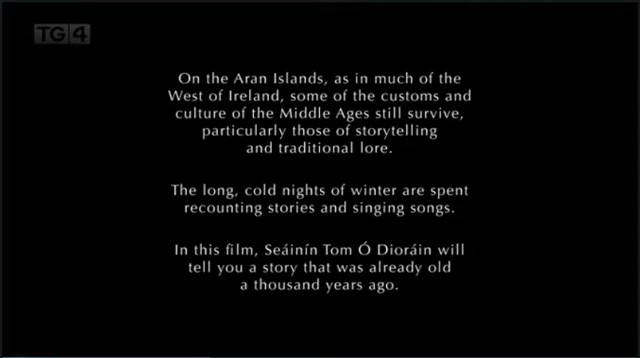 TG4
On the Aran Islands, as in much of the
West of Ireland, some of the customs and
culture of the Middle Ages still survive,
particularly those of storytelling
and traditional lore.
The long, cold nights of winter are spent
recounting stories and singing songs.
In this film, Seáinín Tom Ó Dioráin will
tell you a story that was already old
a thousand years ago.